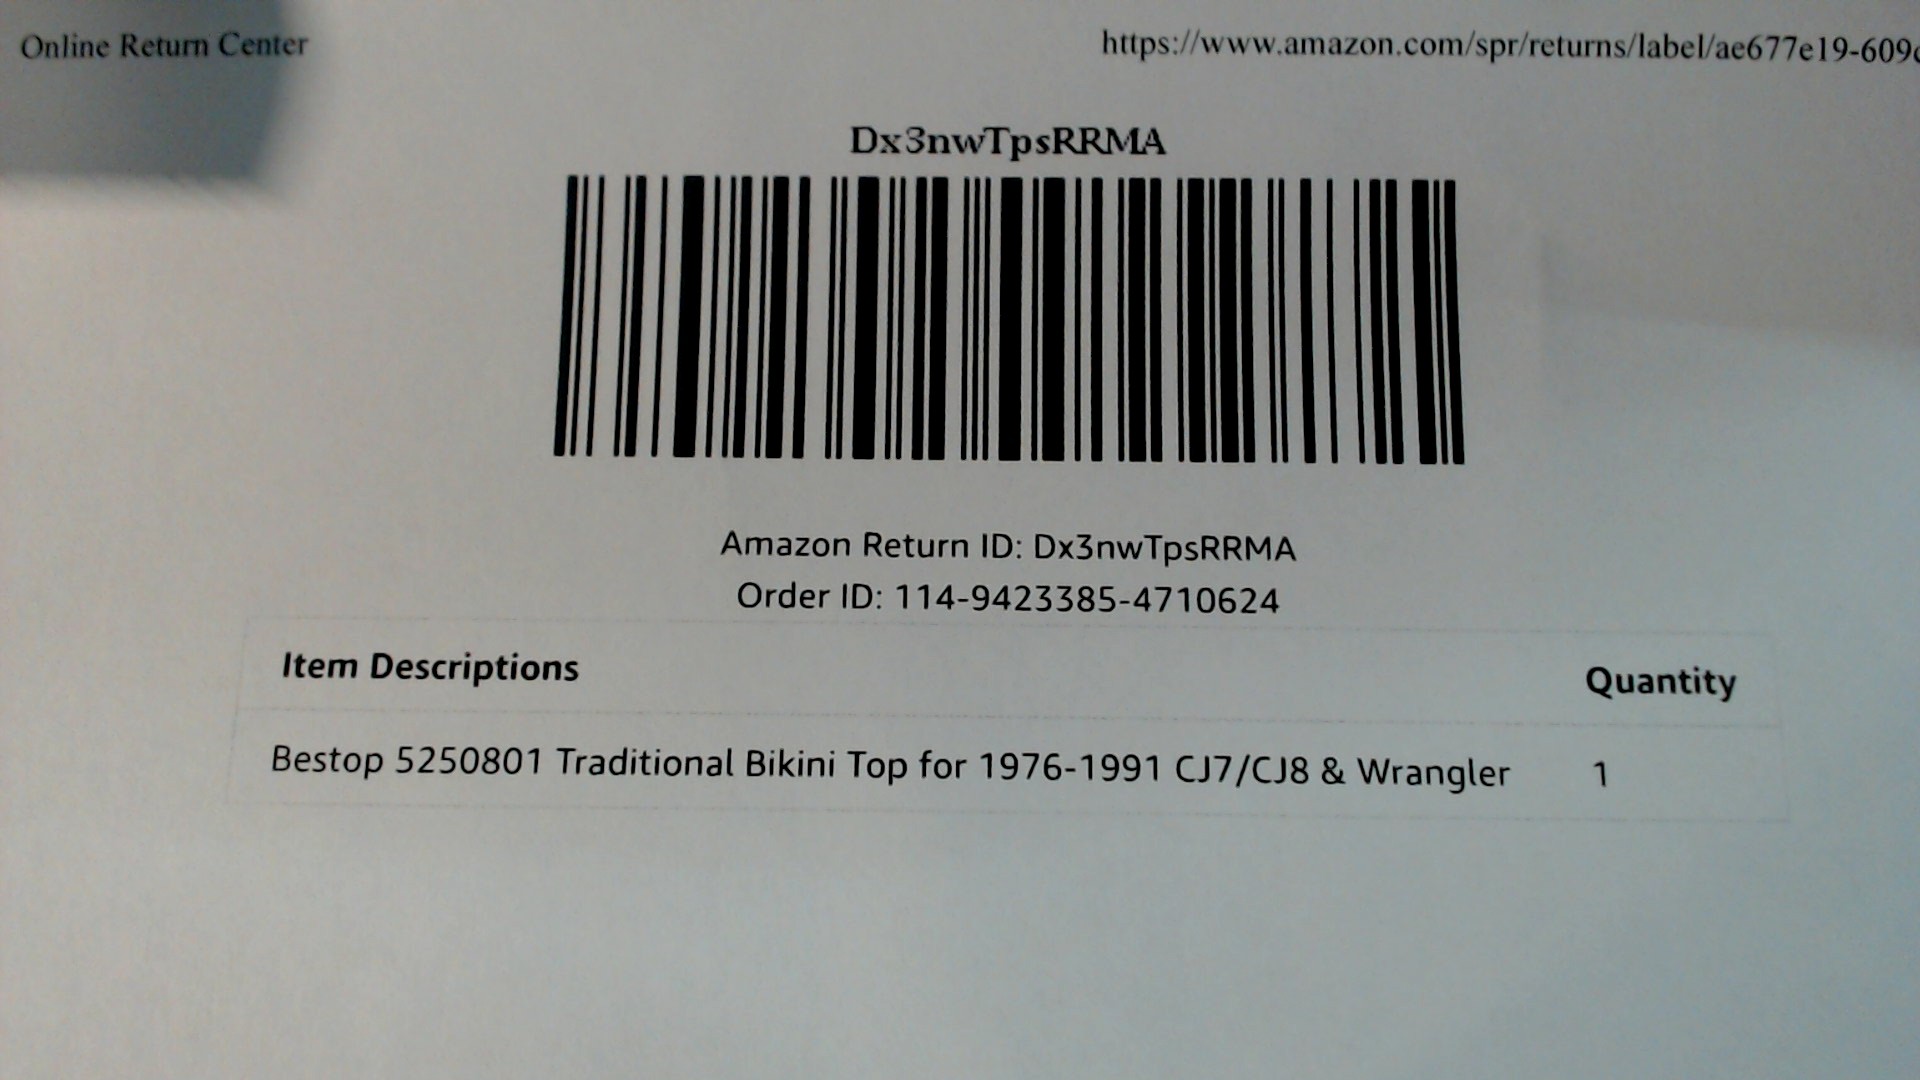 Online Return Center
https://www.amazon.com/spr/returns/label/ae677e19-609c
Dx3nwTpsRRMA
Amazon Return ID: Dx3nwTpsRRMA
Order ID: 114-9423385-4710624
Item Descriptions Quantity
Bestop 5250801 Traditional Bikini Top for 1976-1991 CJ7/CJ8 & Wrangler 1